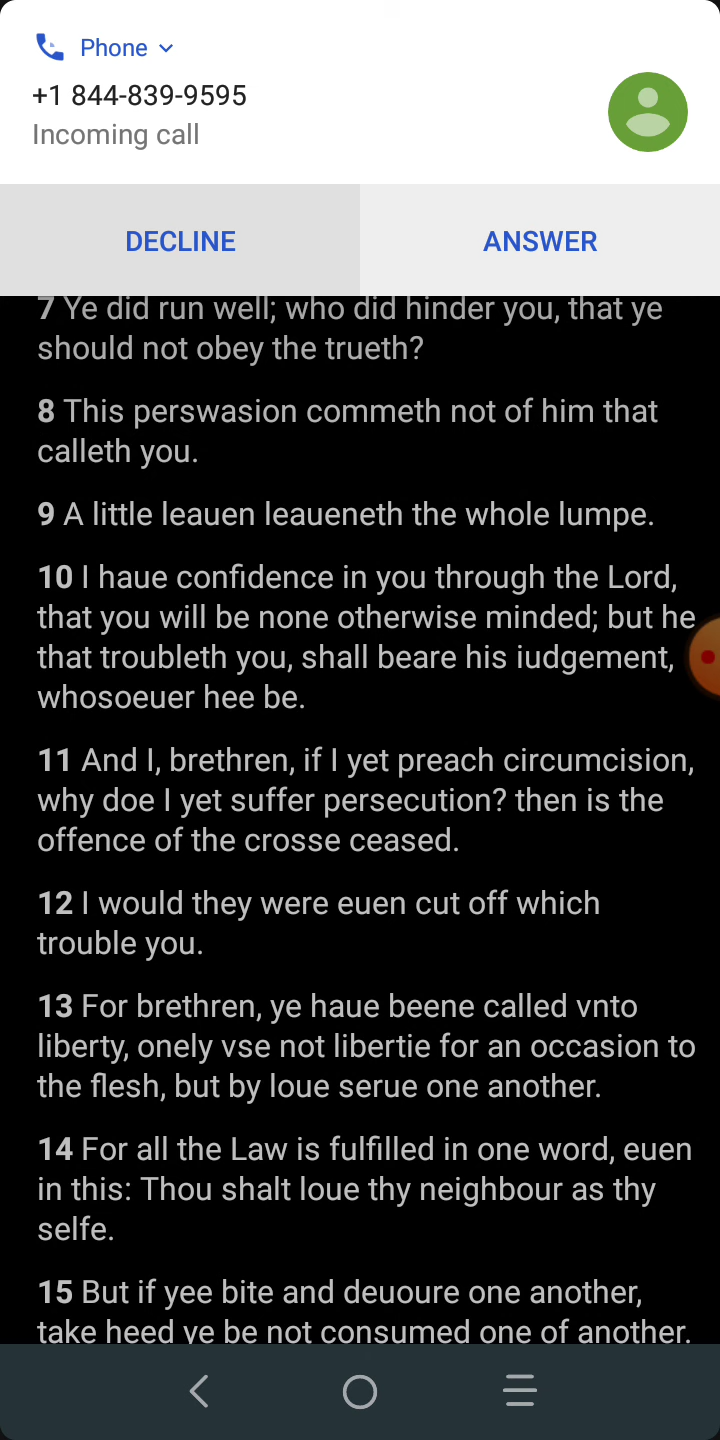 Phone
+1 844-839-9595
Incoming call
DECLINE ANSWER
7 Ye did run well; who did hinder you, that ye
should not obey the trueth?
8 This perswasion commeth not of him that
calleth you.
9 A little leauen leaueneth the whole lumpe.
10 I haue confidence in you through the Lord,
that you will be none otherwise minded; but he
that troubleth you, shall beare his iudgement,
whosoeuer hee be.
11 And I, brethren, if I yet preach circumcision,
why doe I yet suffer persecution? then is the
offence of the crosse ceased.
12 I would they were euen cut off which
trouble you.
13 For brethren, ye haue beene called vnto
liberty, onely vse not libertie for an occasion to
the flesh, but by loue serue one another.
14 For all the Law is fulfilled in one word, euen
in this: Thou shalt loue thy neighbour as thy
selfe.
15 But if yee bite and deuoure one another,
take heed ye be not consumed one of another.